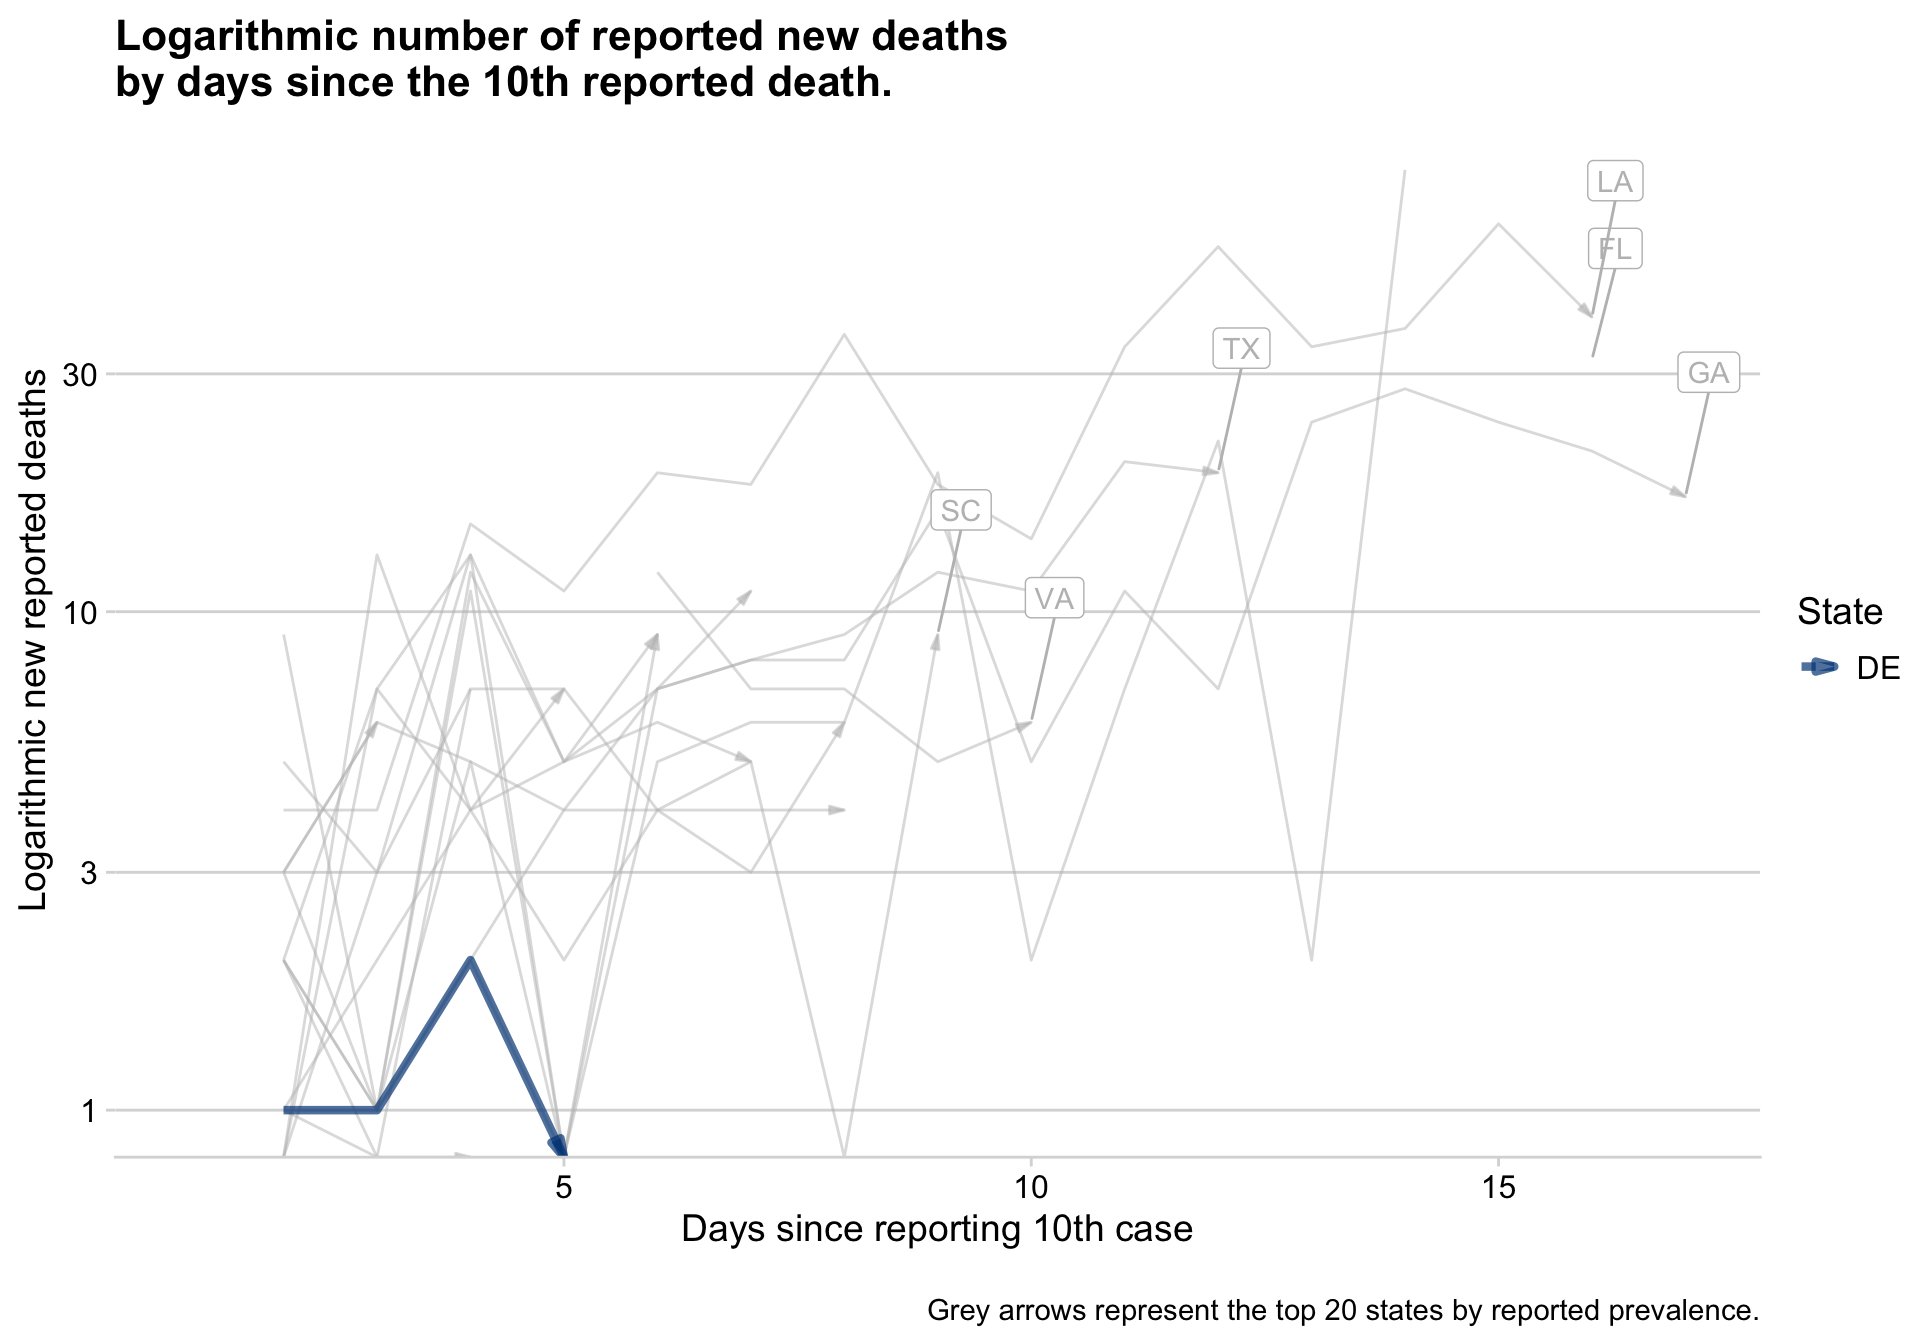 Logarithmic number of reported new deaths
by days since the 10th reported death.
LA
FL
TX
GA
SC
VA
Logarithmic new reported deaths
30
10
3
1
5
10
15
Days since reporting 10th case
State
DE
Grey arrows represent the top 20 states by reported prevalence.